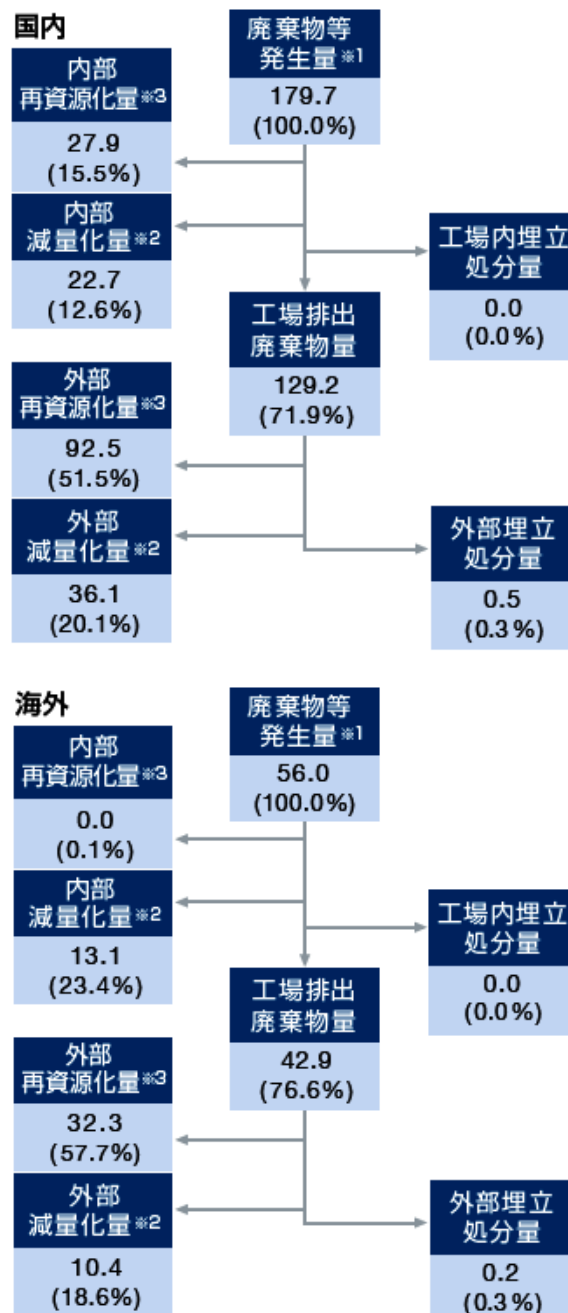 国内
廃棄物等
発生量※1
179.7
(100.0%)
内部
再資源化量※3
27.9
(15.5%)
内部
減量化量※2
22.7
(12.6%)
工場内埋立
処分量
0.0
(0.0%)
工場排出
廃棄物量
129.2
(71.9%)
外部
再資源化量※3
92.5
(51.5%)
外部
減量化量※2
36.1
(20.1%)
外部埋立
処分量
0.5
(0.3%)
海外
廃棄物等
発生量※1
56.0
(100.0%)
内部
再資源化量※3
0.0
(0.1%)
内部
減量化量※2
13.1
(23.4%)
工場内埋立
処分量
0.0
(0.0%)
工場排出
廃棄物量
42.9
(76.6%)
外部
再資源化量※3
32.3
(57.7%)
外部
減量化量※2
10.4
(18.6%)
外部埋立
処分量
0.2
(0.3%)